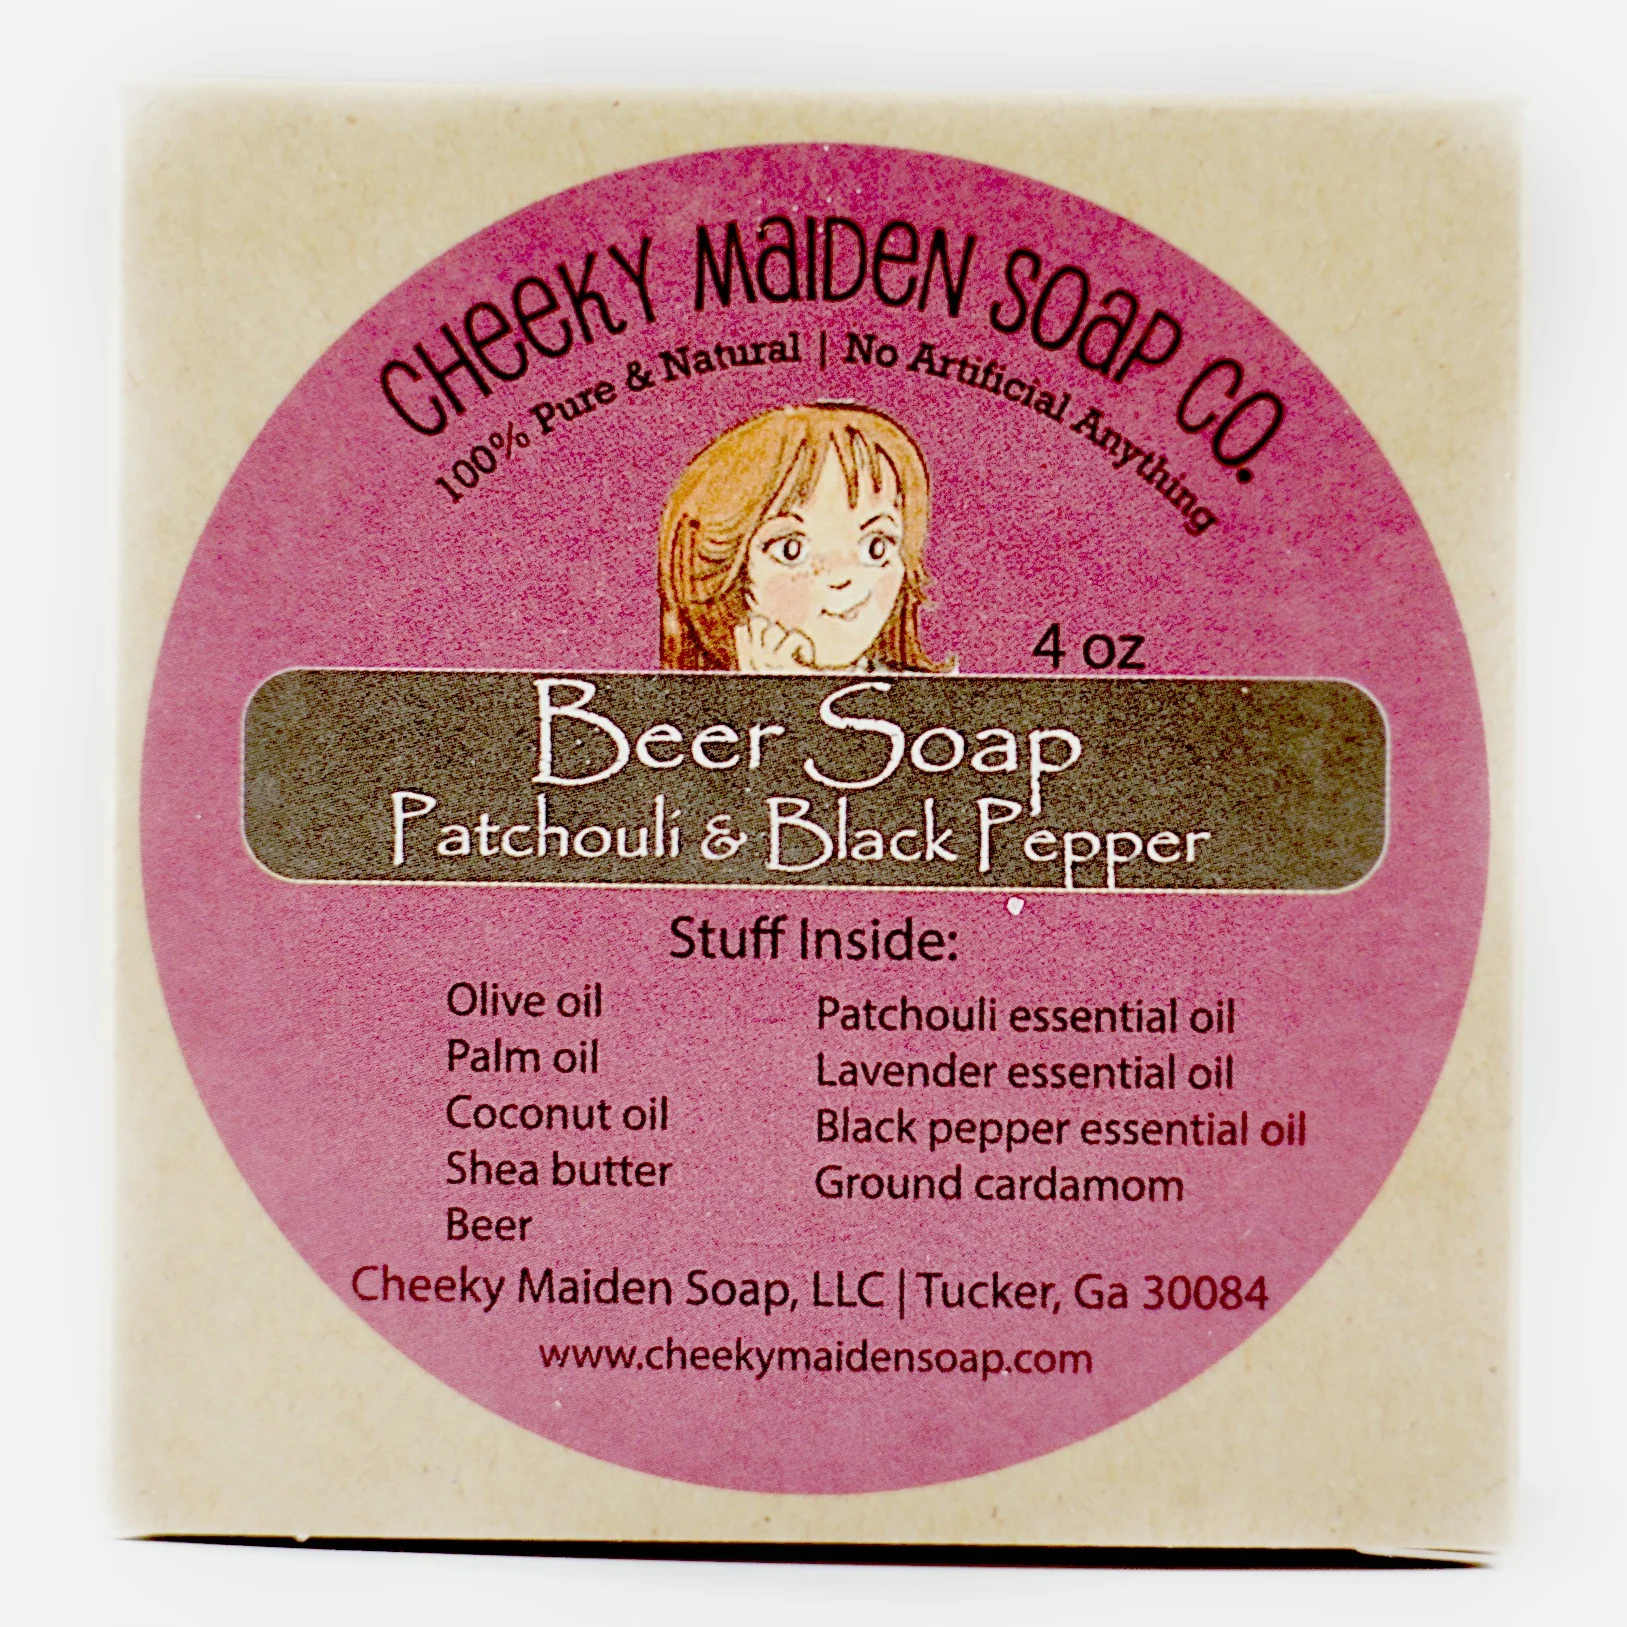 CHEEKY MAIDEN SOAP CO.
100% Pure & Natural | No Artificial Anything
4 oz
Beer Soap
Patchouli & Black Pepper
Stuff Inside:
Olive oil
Palm oil
Coconut oil
Shea butter
Beer
Patchouli essential oil
Lavender essential oil
Black pepper essential oil
Ground cardamom
Cheeky Maiden Soap, LLC | Tucker, Ga 30084
www.cheekymaidensoap.com